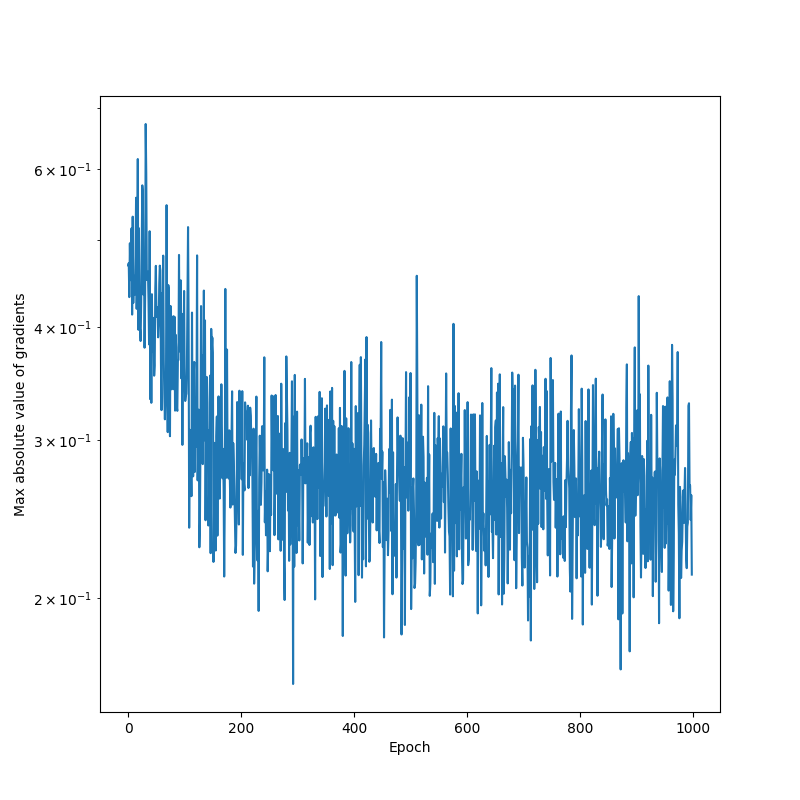 Max absolute value of gradients
6 × 10⁻¹
4 × 10⁻¹
3 × 10⁻¹
2 × 10⁻¹
0 200 400 600 800 1000
Epoch